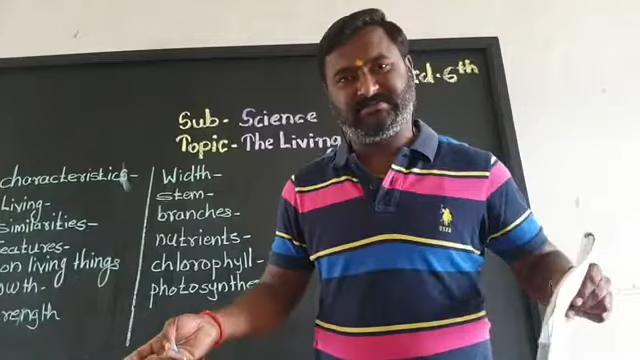 Sub - Science
td - 6th
Topic - The Living
characteristics -
Living -
similarities -
features -
on living things
owth -
rength -
Width -
stem -
branches -
nutrients -
chlorophyll -
photosynthe